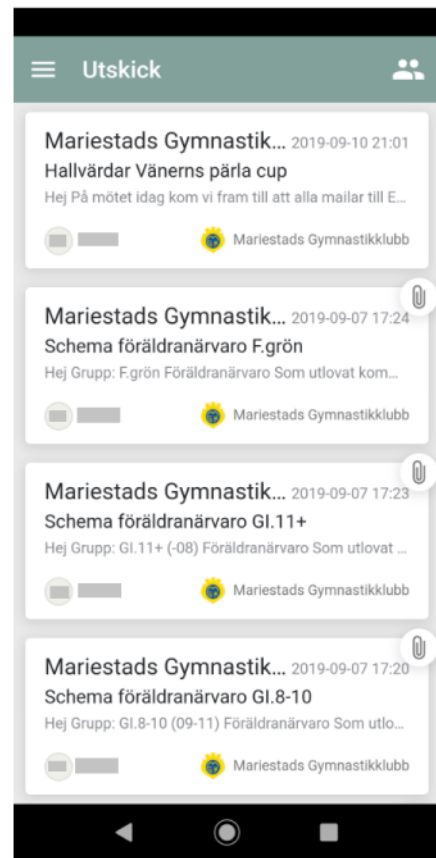 Utskick
Mariestads Gymnastik... 2019-09-10 21:01
Hallvärdar Vänerns pärla cup
Hej På mötet idag kom vi fram till att alla mailar till E...
Mariestads Gymnastikklubb
Mariestads Gymnastik... 2019-09-07 17:24
Schema föräldranärvaro F.grön
Hej Grupp: F.grön Föräldranärvaro Som utlovat kom...
Mariestads Gymnastikklubb
Mariestads Gymnastik... 2019-09-07 17:23
Schema föräldranärvaro GI.11+
Hej Grupp: GI.11+ (-08) Föräldranärvaro Som utlovat ...
Mariestads Gymnastikklubb
Mariestads Gymnastik... 2019-09-07 17:20
Schema föräldranärvaro GI.8-10
Hej Grupp: GI.8-10 (09-11) Föräldranärvaro Som utlo...
Mariestads Gymnastikklubb